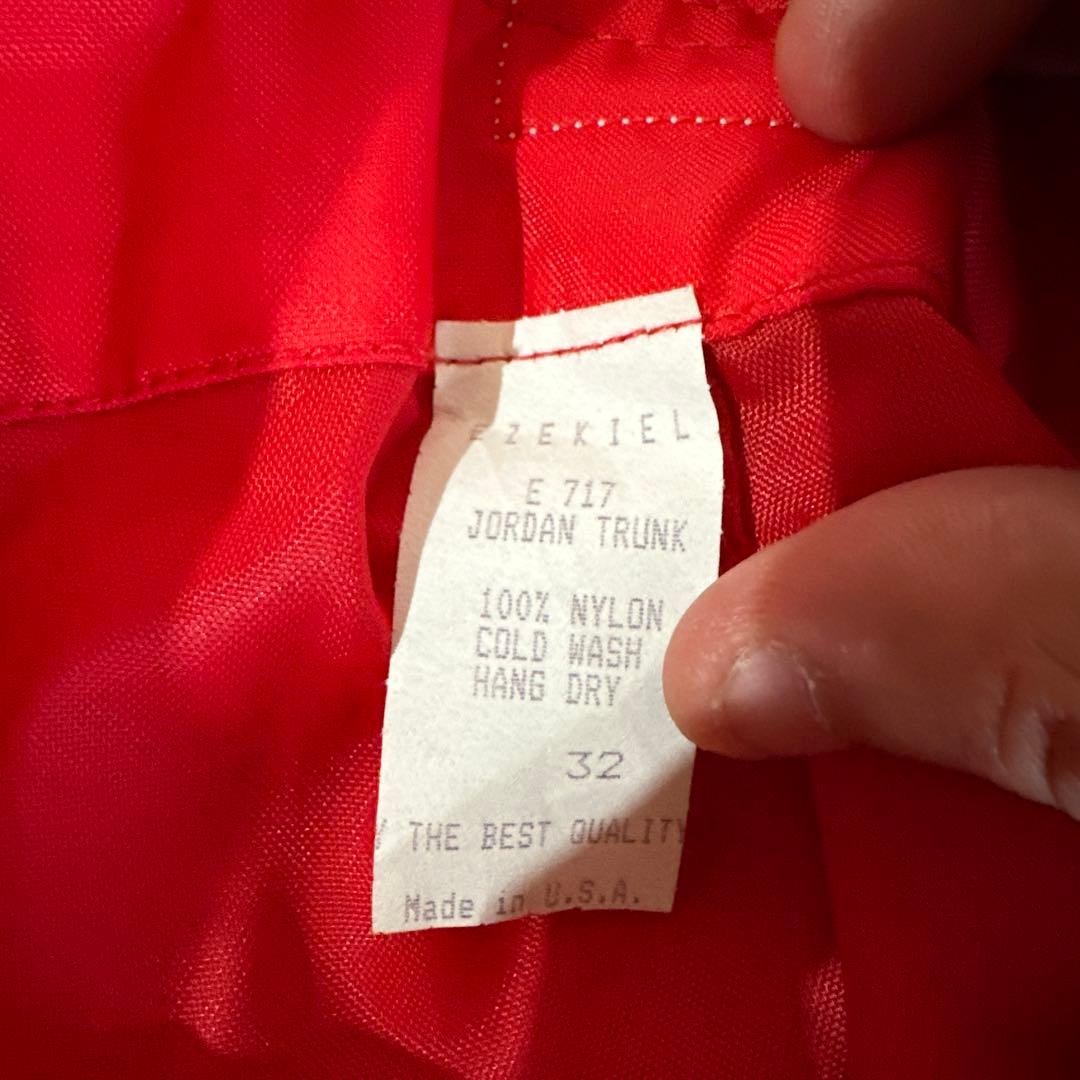 EZEKIEL
E 717
JORDAN TRUNK
100% NYLON
COLD WASH
HANG DRY
32
Y THE BEST QUALITY
Made in U.S.A.